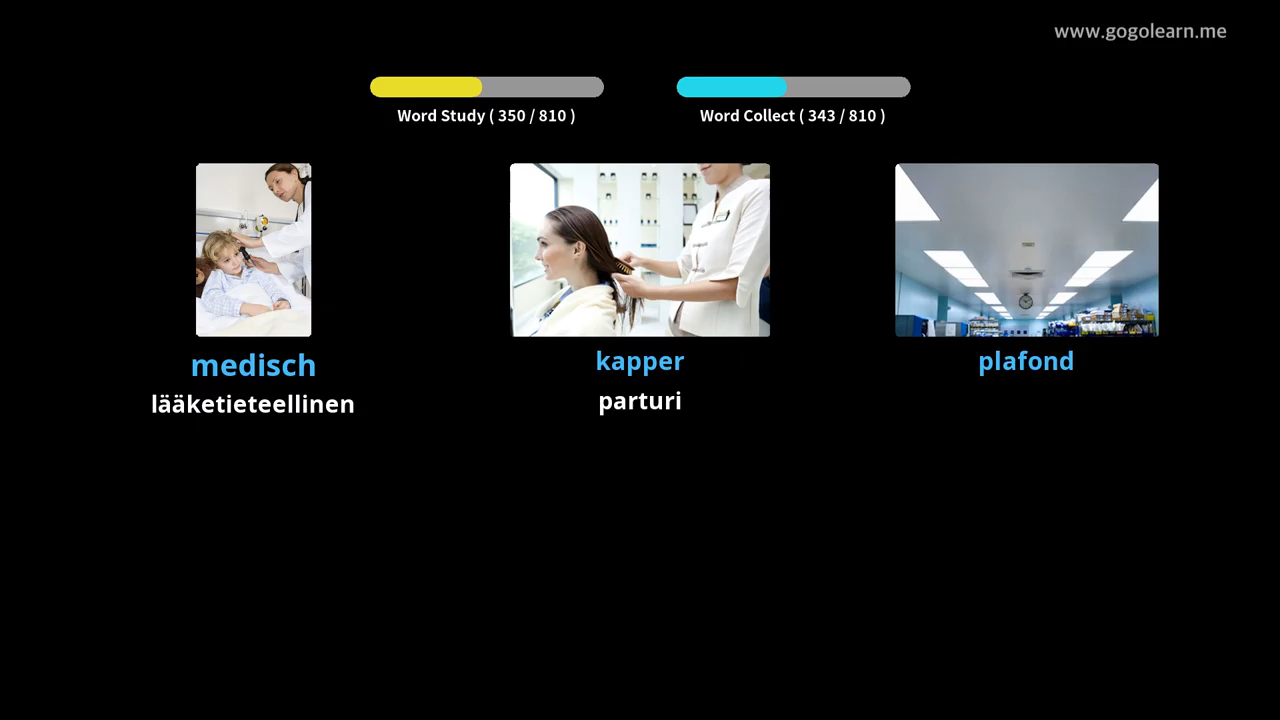 www.gogolearn.me
Word Study ( 350 / 810 )
Word Collect ( 343 / 810 )
medisch
lääketieteellinen
kapper
parturi
plafond